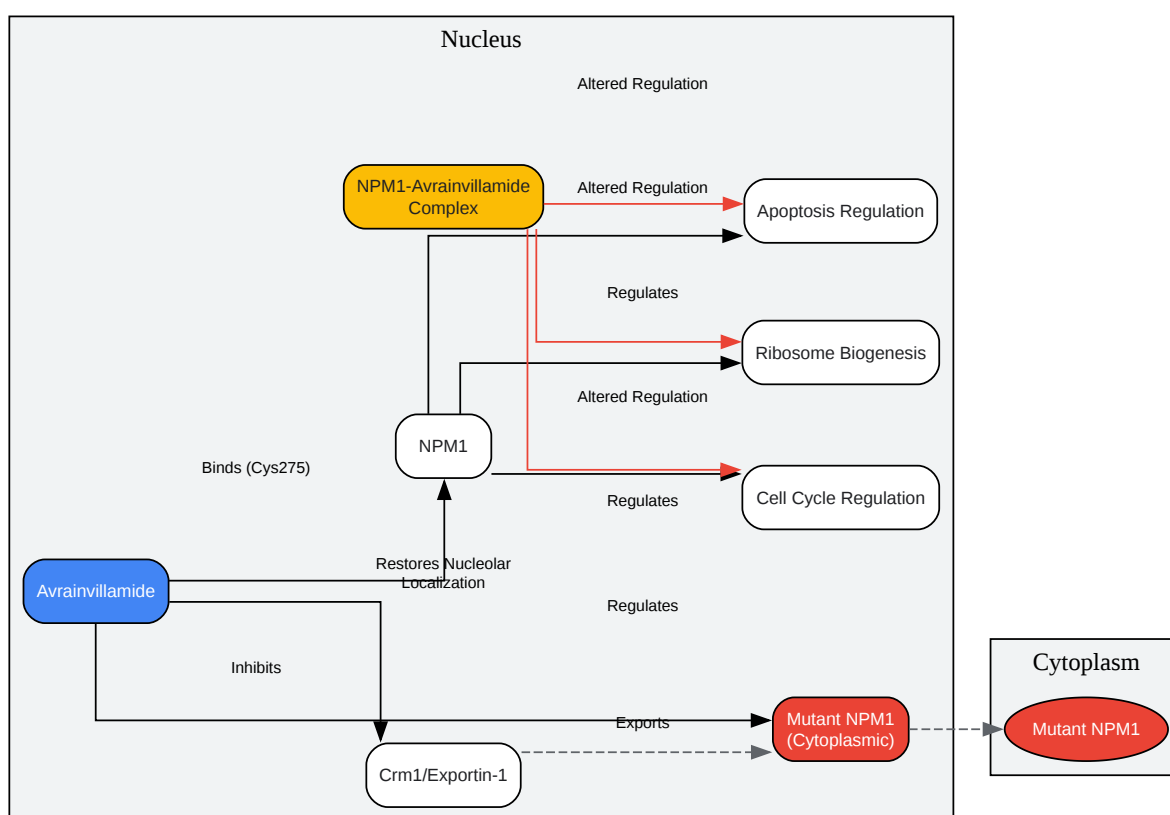 Nucleus
Altered Regulation
NPM1-Avrainvillamide
Complex
Altered Regulation
Apoptosis Regulation
Regulates
Ribosome Biogenesis
Altered Regulation
NPM1
Binds (Cys275)
Regulates
Cell Cycle Regulation
Restores Nucleolar
Localization
Avrainvillamide
Regulates
Inhibits
Cytoplasm
Exports
Mutant NPM1
(Cytoplasmic)
Mutant NPM1
Crm1/Exportin-1